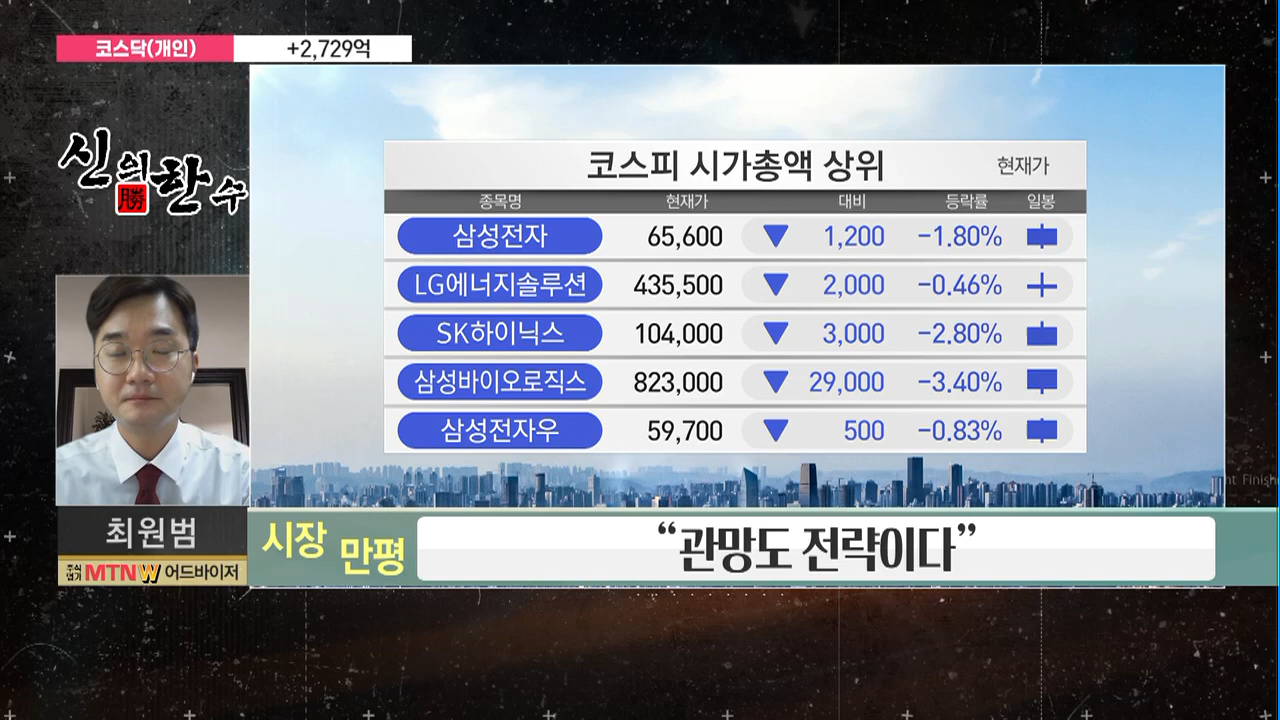 코스닥(개인) +2,729억
신의한수
勝
코스피 시가총액 상위 현재가
종목명 현재가 대비 등락률 일봉
삼성전자 65,600 ▼ 1,200 -1.80%
LG에너지솔루션 435,500 ▼ 2,000 -0.46%
SK하이닉스 104,000 ▼ 3,000 -2.80%
삼성바이오로직스 823,000 ▼ 29,000 -3.40%
삼성전자우 59,700 ▼ 500 -0.83%
최원범
MTNW 어드바이저
시장 만평
“관망도 전략이다”